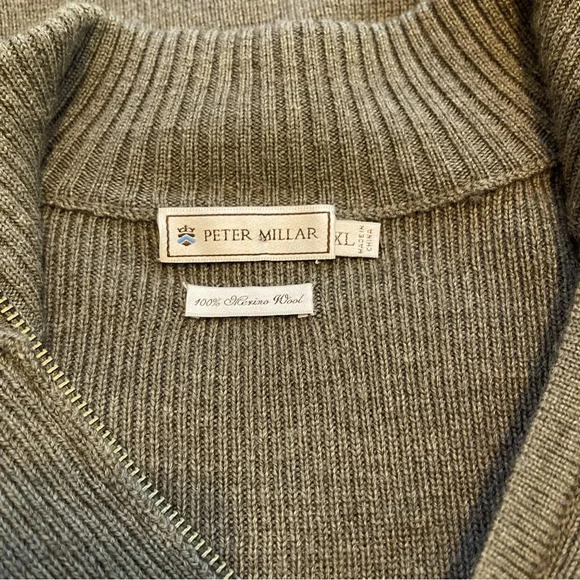 PETER MILLAR
XL
MADE IN
CHINA
100% Merino Wool